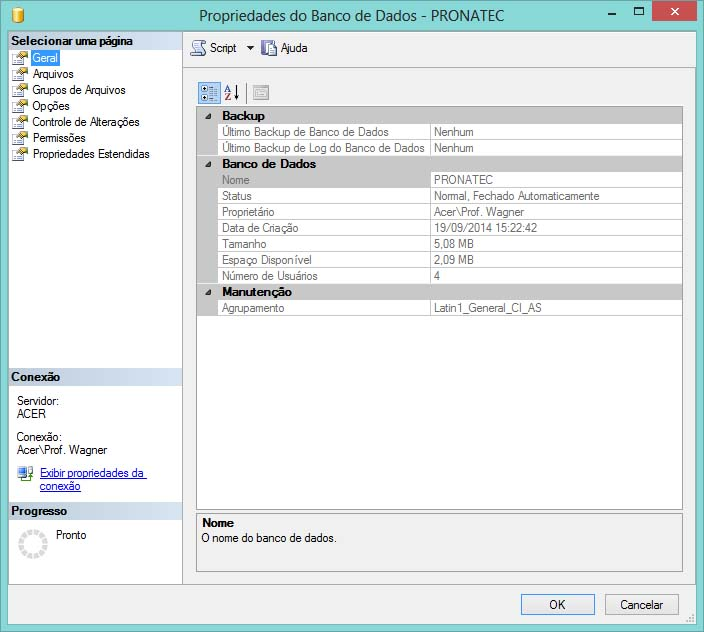 Propriedades do Banco de Dados - PRONATEC
Selecionar uma página
Geral
Arquivos
Grupos de Arquivos
Opções
Controle de Alterações
Permissões
Propriedades Estendidas
Conexão
Servidor:
ACER
Conexão:
Acer\Prof. Wagner
Exibir propriedades da
conexão
Progresso
Pronto
Script Ajuda
Backup
Último Backup de Banco de Dados Nenhum
Último Backup de Log do Banco de Dados Nenhum
Banco de Dados
Nome PRONATEC
Status Normal, Fechado Automaticamente
Proprietário Acer\Prof. Wagner
Data de Criação 19/09/2014 15:22:42
Tamanho 5,08 MB
Espaço Disponível 2,09 MB
Número de Usuários 4
Manutenção
Agrupamento Latin1_General_CI_AS
Nome
O nome do banco de dados.
OK Cancelar